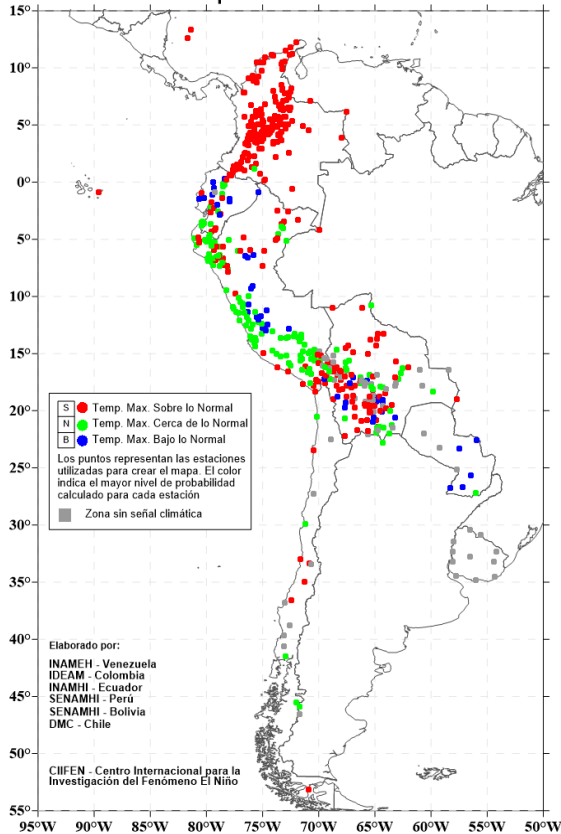 15°
10°
5°
0°
5°
10°
15°
20°
25°
30°
35°
40°
45°
50°
55°
S Temp. Max. Sobre lo Normal
N Temp. Max. Cerca de lo Normal
B Temp. Max. Bajo lo Normal
Los puntos representan las estaciones
utilizadas para crear el mapa. El color
indica el mayor nivel de probabilidad
calculado para cada estación
Zona sin señal climática
Elaborado por:
INAMEH - Venezuela
IDEAM - Colombia
INAMHI - Ecuador
SENAMHI - Perú
SENAMHI - Bolivia
DMC - Chile
CIIFEN - Centro Internacional para la
Investigación del Fenómeno El Niño
95°W 90°W 85°W 80°W 75°W 70°W 65°W 60°W 55°W 50°W